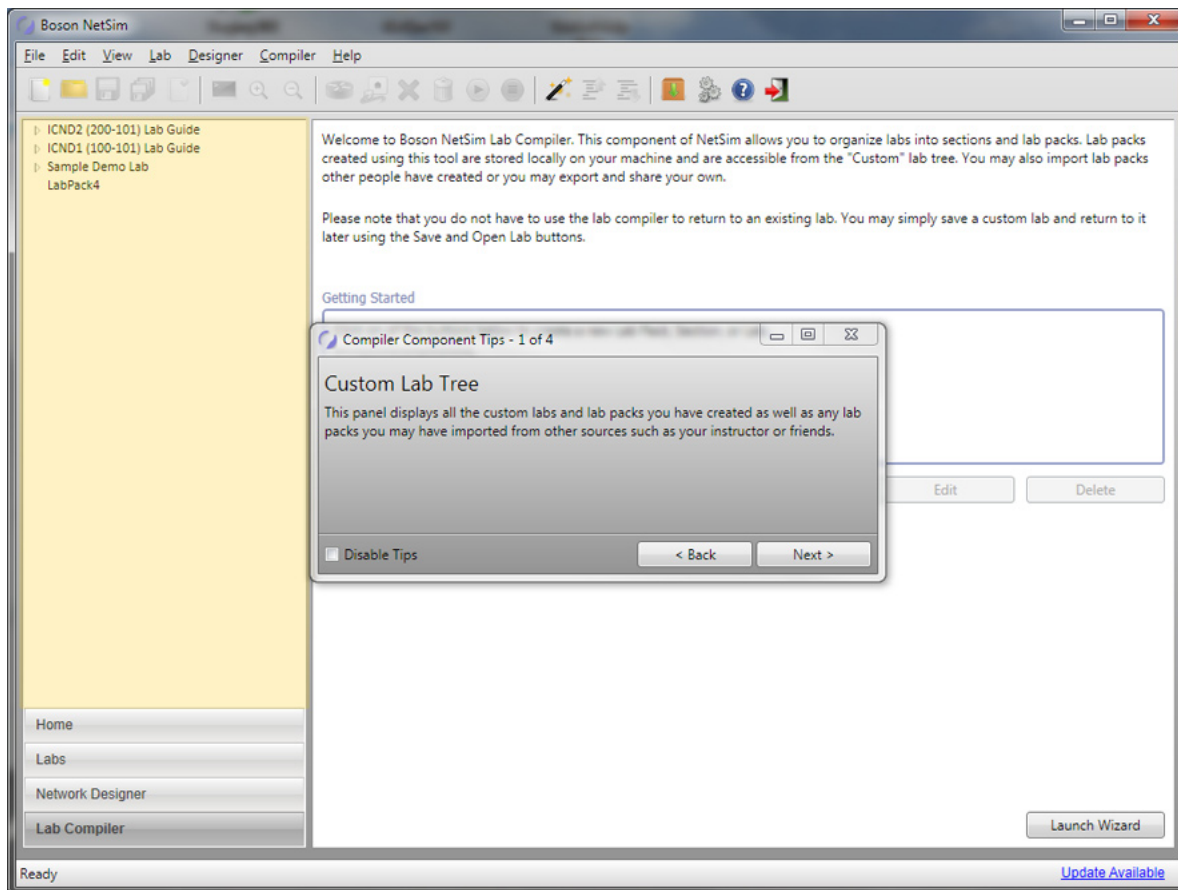 Boson NetSim
File Edit View Lab Designer Compiler Help
ICND2 (200-101) Lab Guide
ICND1 (100-101) Lab Guide
Sample Demo Lab
LabPack4
Welcome to Boson NetSim Lab Compiler. This component of NetSim allows you to organize labs into sections and lab packs. Lab packs
created using this tool are stored locally on your machine and are accessible from the "Custom" lab tree. You may also import lab packs
other people have created or you may export and share your own.
Please note that you do not have to use the lab compiler to return to an existing lab. You may simply save a custom lab and return to it
later using the Save and Open Lab buttons.
Getting Started
Compiler Component Tips - 1 of 4
Custom Lab Tree
This panel displays all the custom labs and lab packs you have created as well as any lab
packs you may have imported from other sources such as your instructor or friends.
Disable Tips
< Back
Next >
Edit
Delete
Home
Labs
Network Designer
Lab Compiler
Launch Wizard
Ready
Update Available